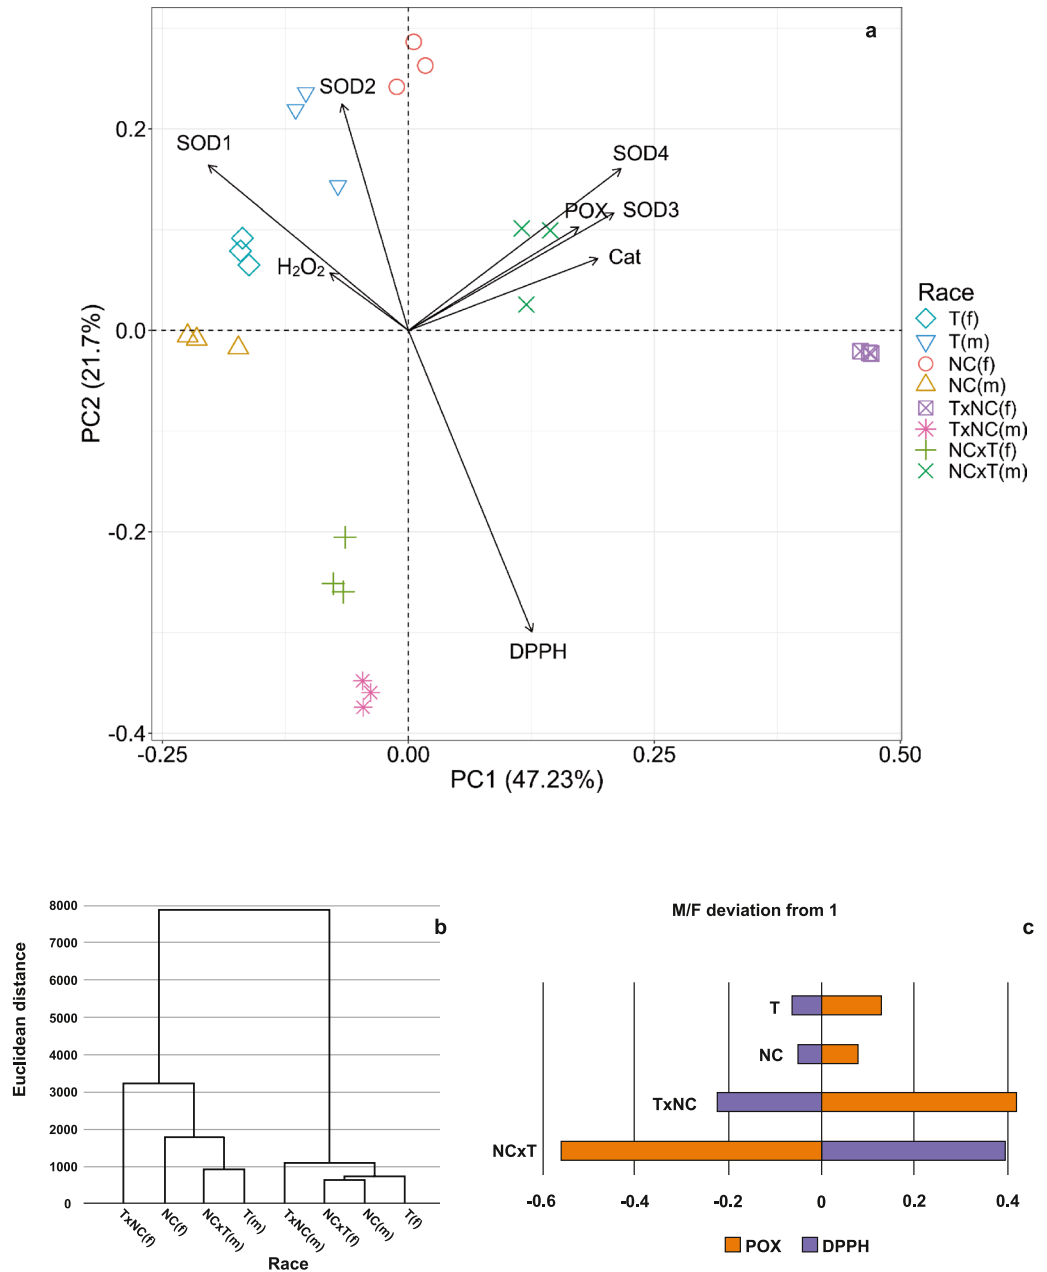 a
SOD2
SOD1
SOD4
POX
SOD3
H₂O₂
Cat
DPPH
0.2
0.0
-0.2
-0.4
PC2 (21.7%)
-0.25
0.00
0.25
0.50
PC1 (47.23%)
Race
T(f)
T(m)
NC(f)
NC(m)
TxNC(f)
TxNC(m)
NCxT(f)
NCxT(m)
b
8000
7000
6000
5000
4000
3000
2000
1000
0
Euclidean distance
TxNC(f)
NC(f)
NCxT(m)
T(m)
TxNC(m)
NCxT(f)
NC(m)
T(f)
Race
M/F deviation from 1
c
T
NC
TxNC
NCxT
-0.6
-0.4
-0.2
0
0.2
0.4
POX
DPPH